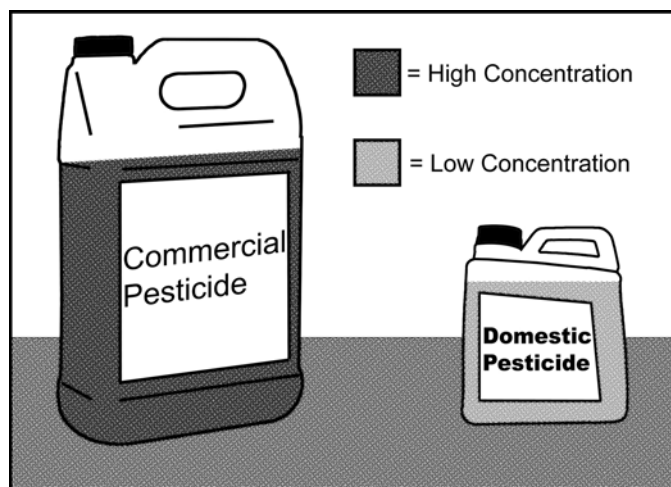 = High Concentration
= Low Concentration
Commercial
Pesticide
Domestic
Pesticide